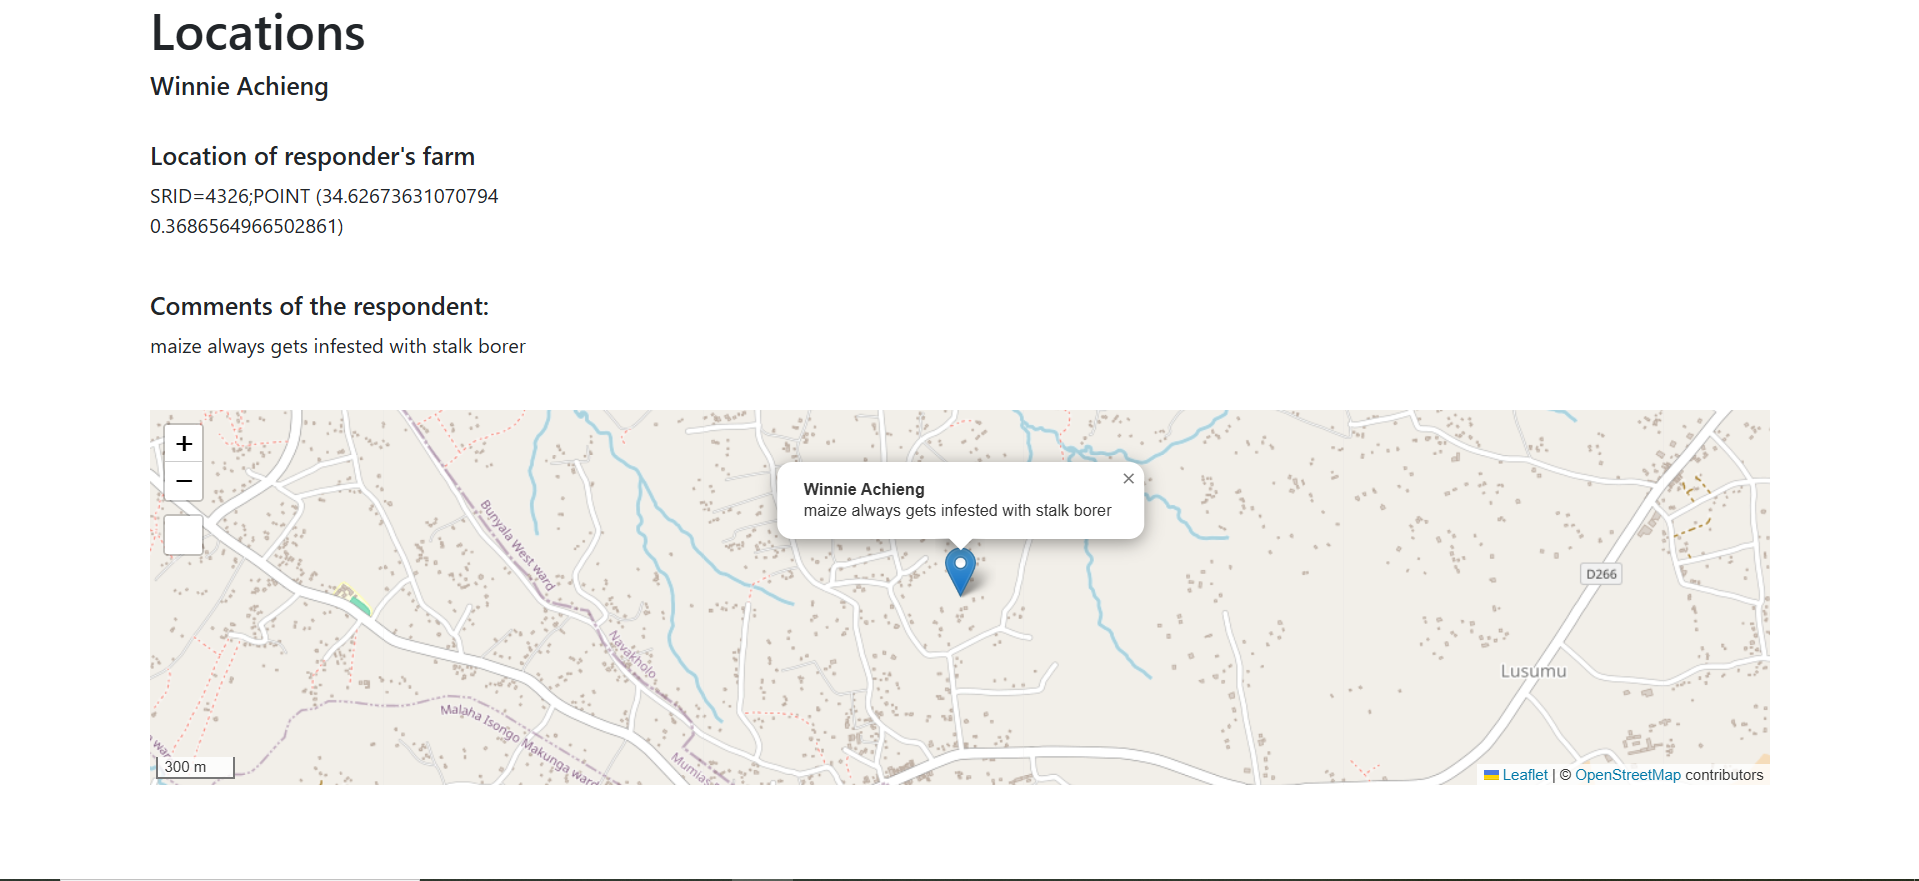 Locations
Winnie Achieng
Location of responder's farm
SRID=4326;POINT (34.62673631070794
0.3686564966502861)
Comments of the respondent:
maize always gets infested with stalk borer
+
−
Winnie Achieng
×
maize always gets infested with stalk borer
Bunyala West ward
D266
Navakholo
Lusumu
Malaha Isongo Makunga ward
Mumias
300 m
Leaflet | © OpenStreetMap contributors